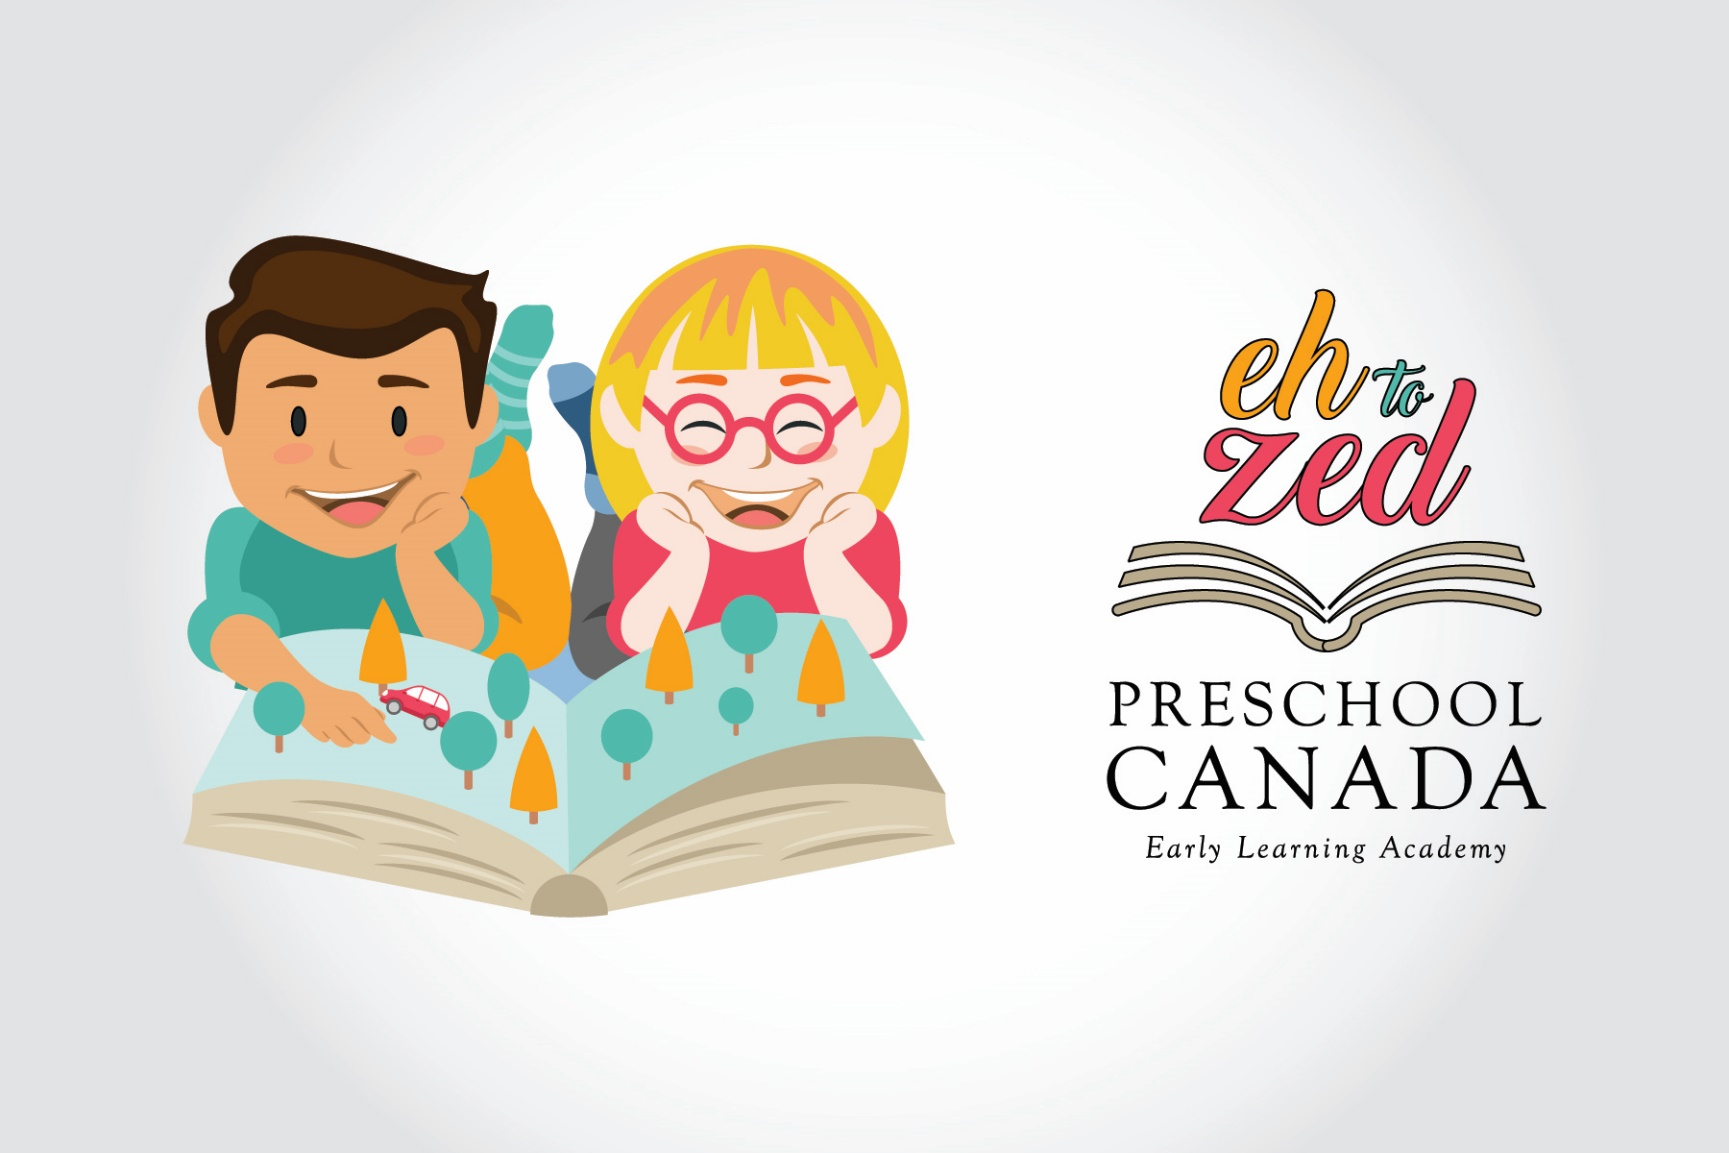 eh to
zed
PRESCHOOL
CANADA
Early Learning Academy